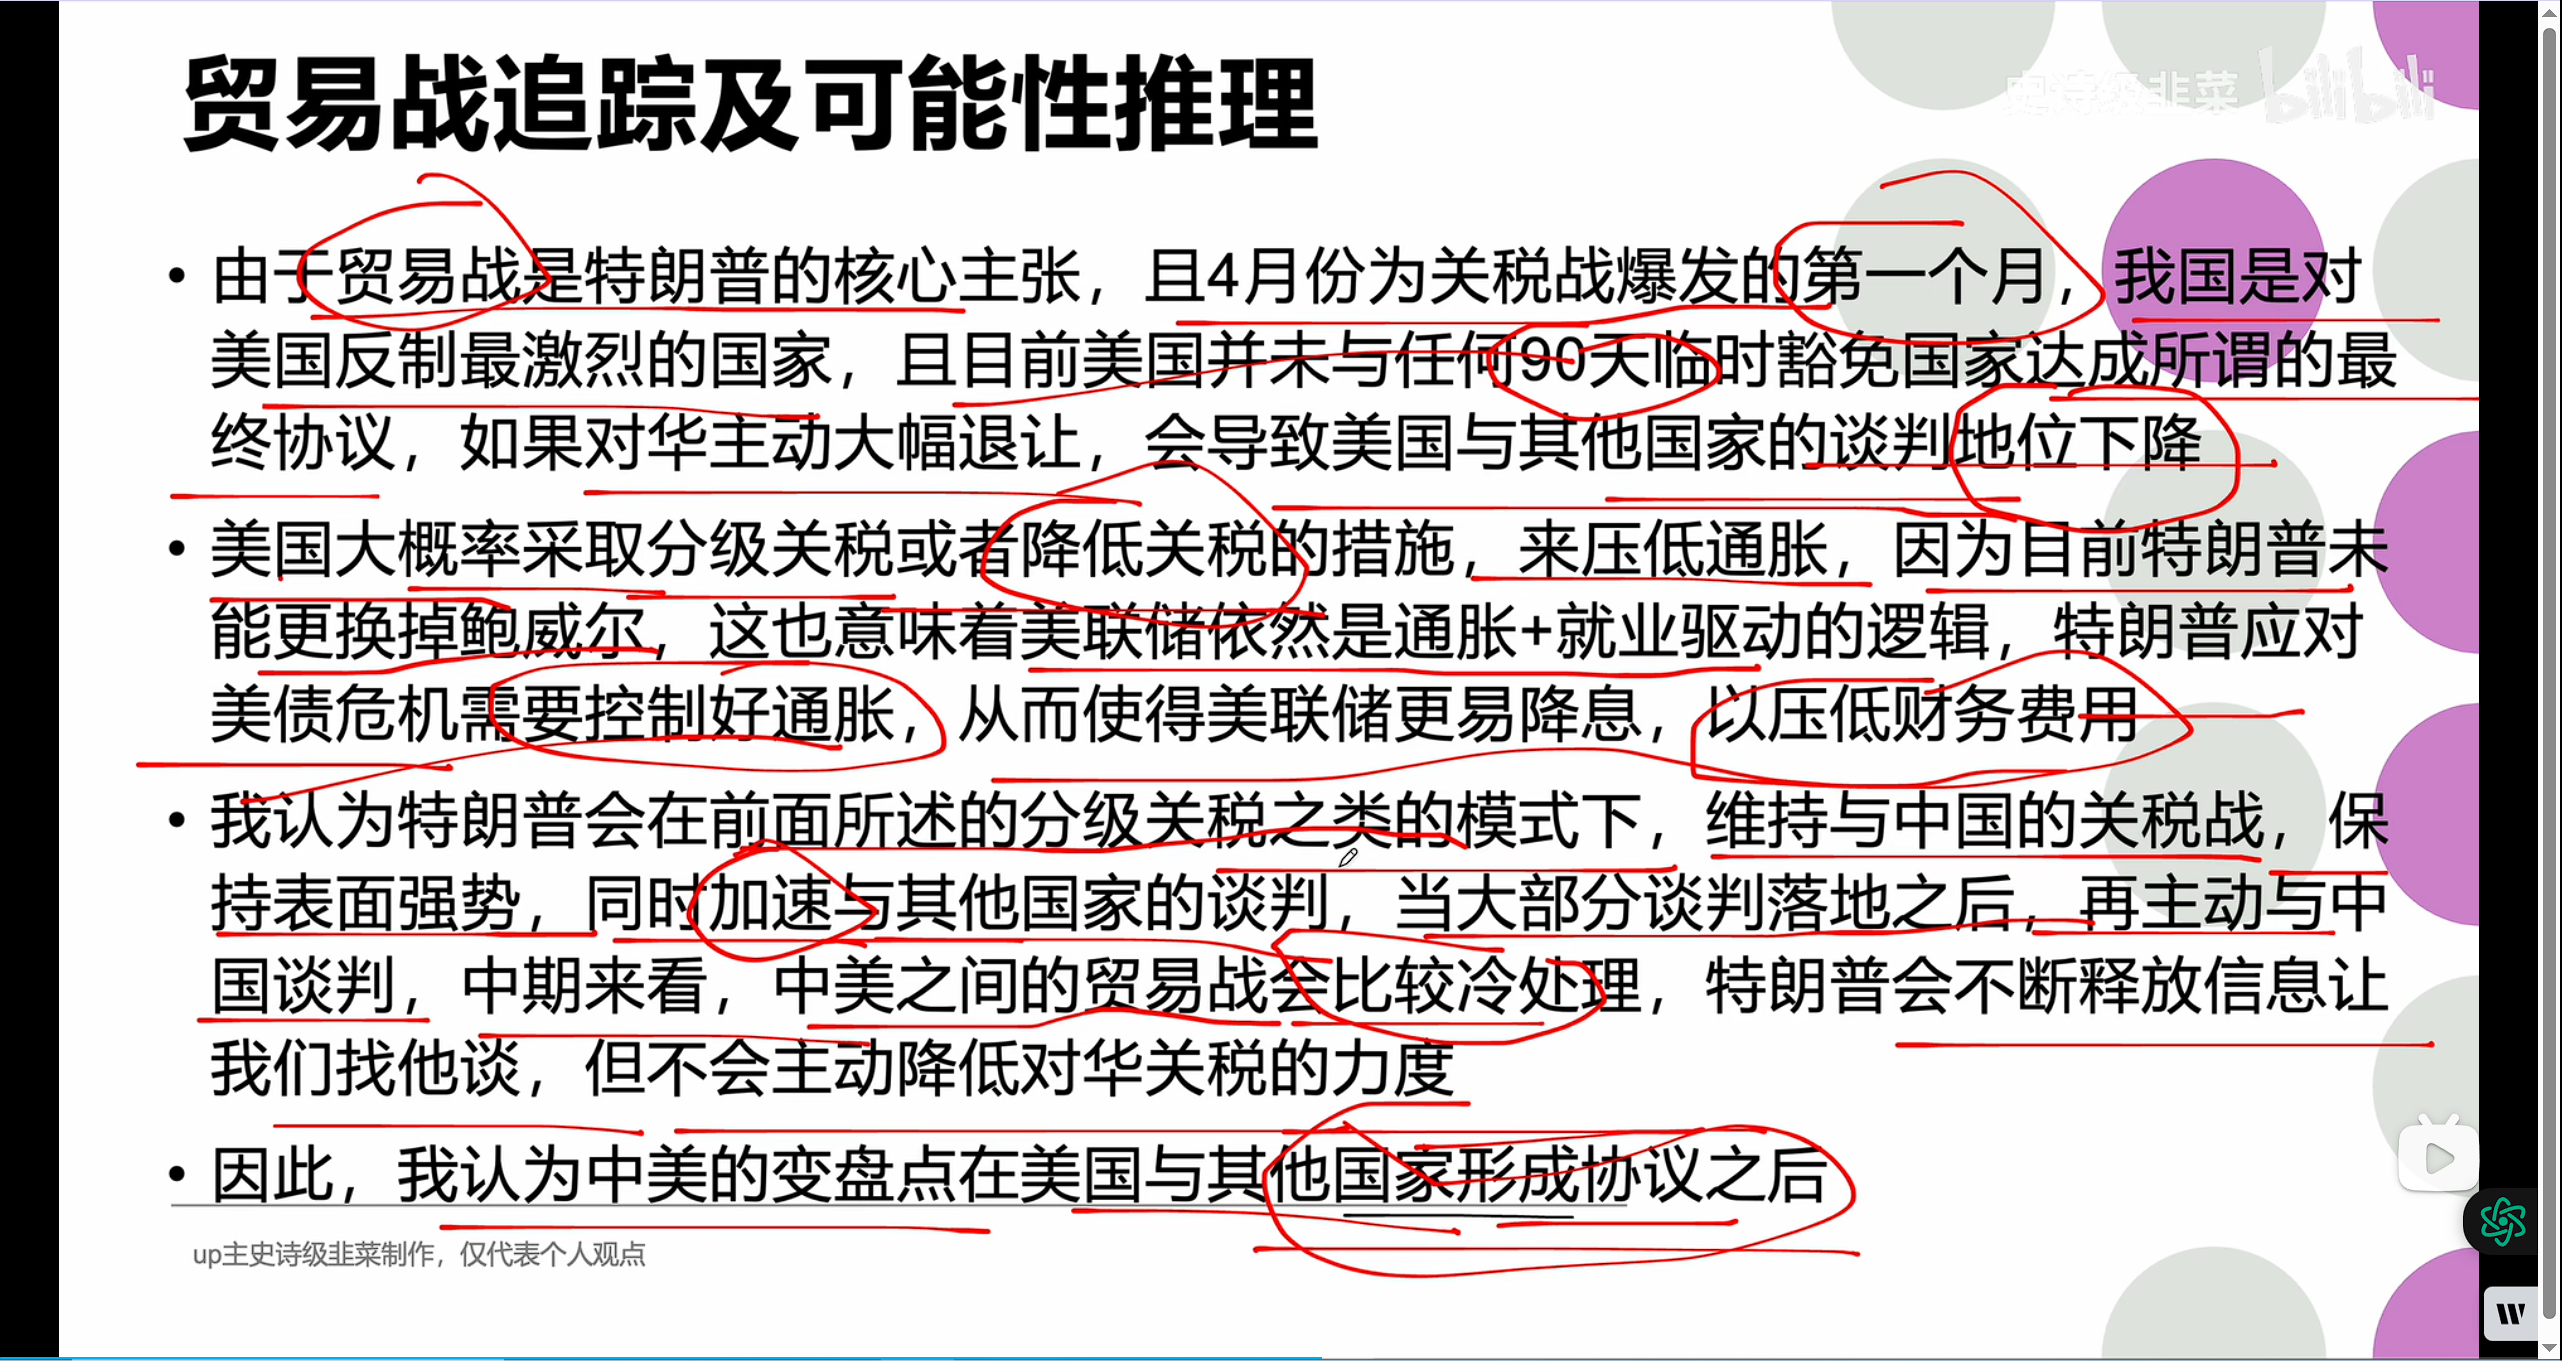 贸易战追踪及可能性推理
史诗级韭菜 bilibili
• 由于贸易战是特朗普的核心主张，且4月份为关税战爆发的第一个月，我国是对
美国反制最激烈的国家，且目前美国并未与任何90天临时豁免国家达成所谓的最
终协议，如果对华主动大幅退让，会导致美国与其他国家的谈判地位下降
• 美国大概率采取分级关税或者降低关税的措施，来压低通胀，因为目前特朗普未
能更换掉鲍威尔，这也意味着美联储依然是通胀+就业驱动的逻辑，特朗普应对
美债危机需要控制好通胀，从而使得美联储更易降息，以压低财务费用
• 我认为特朗普会在前面所述的分级关税之类的模式下，维持与中国的关税战，保
持表面强势，同时加速与其他国家的谈判，当大部分谈判落地之后，再主动与中
国谈判，中期来看，中美之间的贸易战会比较冷处理，特朗普会不断释放信息让
我们找他谈，但不会主动降低对华关税的力度
• 因此，我认为中美的变盘点在美国与其他国家形成协议之后
up主史诗级韭菜制作，仅代表个人观点
W